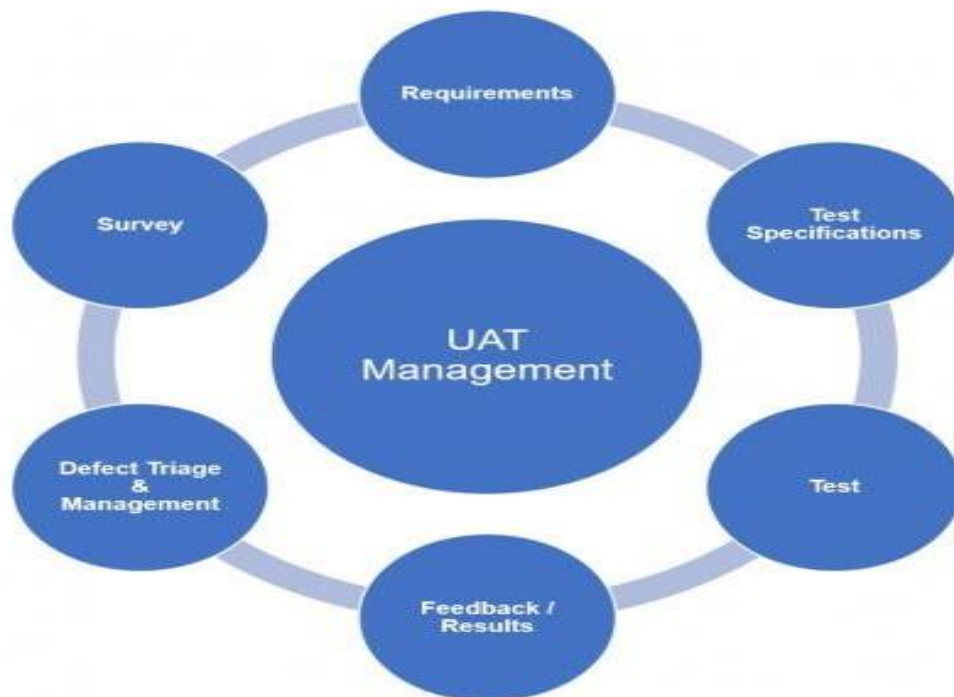 Requirements
Test
Specifications
Test
Feedback /
Results
Defect Triage
&
Management
Survey
UAT
Management